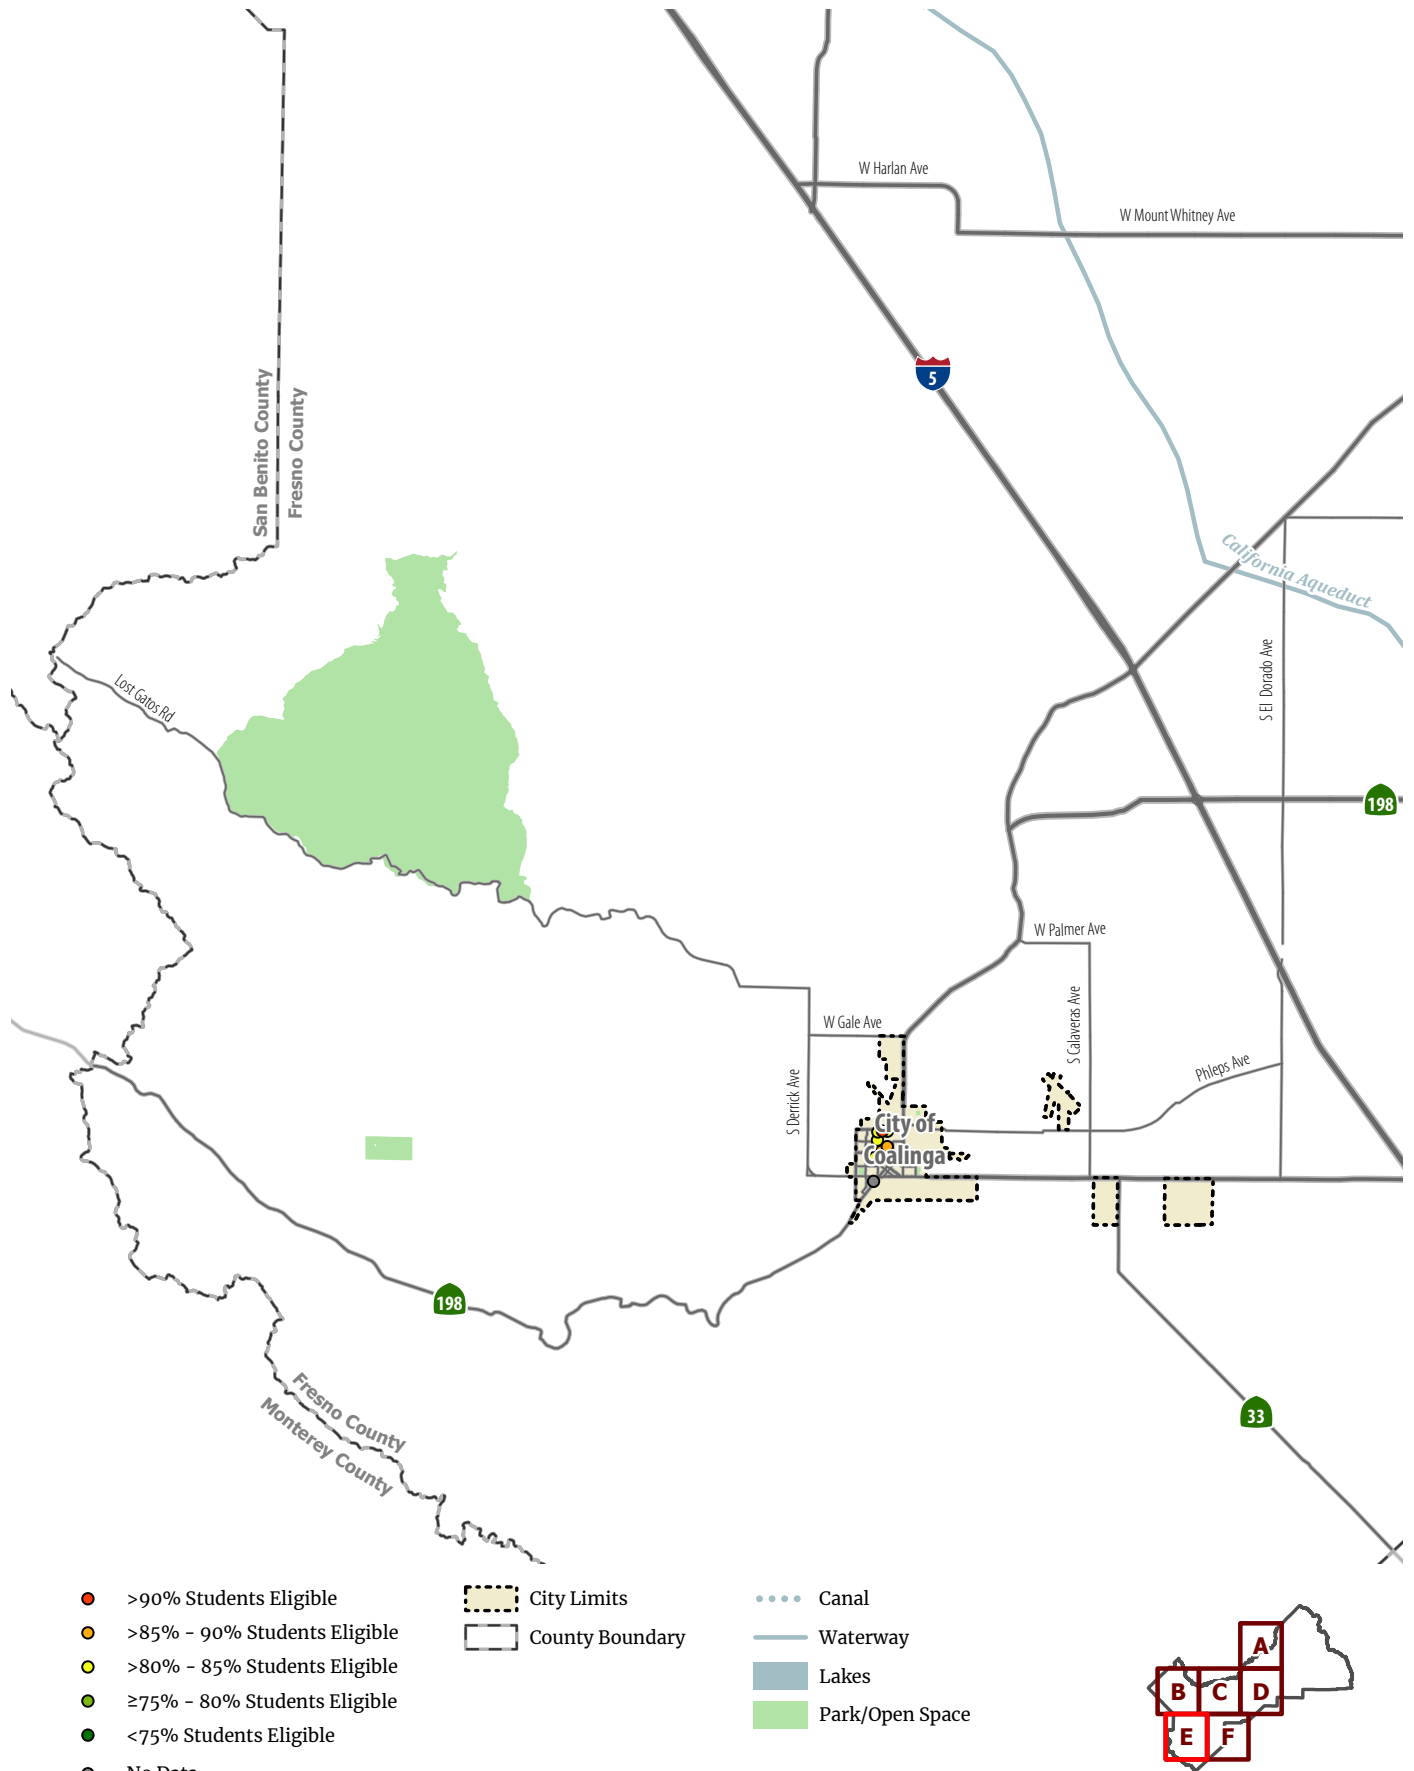 W Harlan Ave
W Mount Whitney Ave
5
San Benito County
Fresno County
California Aqueduct
S El Dorado Ave
Lost Gatos Rd
198
W Palmer Ave
S Calaveras Ave
W Gale Ave
Phleps Ave
S Derrick Ave
City of
Coalinga
198
Fresno County
Monterey County
33
>90% Students Eligible
>85% - 90% Students Eligible
>80% - 85% Students Eligible
≥75% - 80% Students Eligible
<75% Students Eligible
No Data
City Limits
County Boundary
Canal
Waterway
Lakes
Park/Open Space
A
B
C
D
E
F